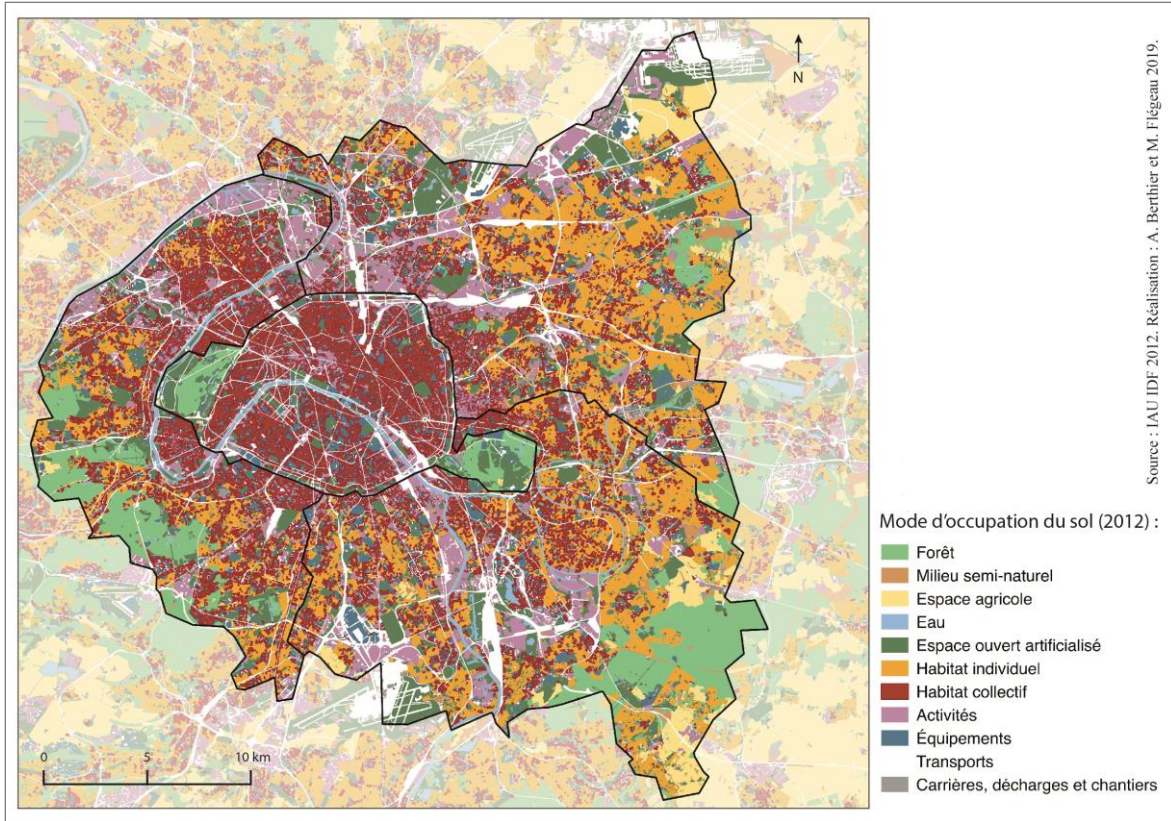 N
0 5 10 km
Source : IAU IDF 2012. Réalisation : A. Berthier et M. Flégeau 2019.
Mode d'occupation du sol (2012) :
Forêt
Milieu semi-naturel
Espace agricole
Eau
Espace ouvert artificialisé
Habitat individuel
Habitat collectif
Activités
Équipements
Transports
Carrières, décharges et chantiers